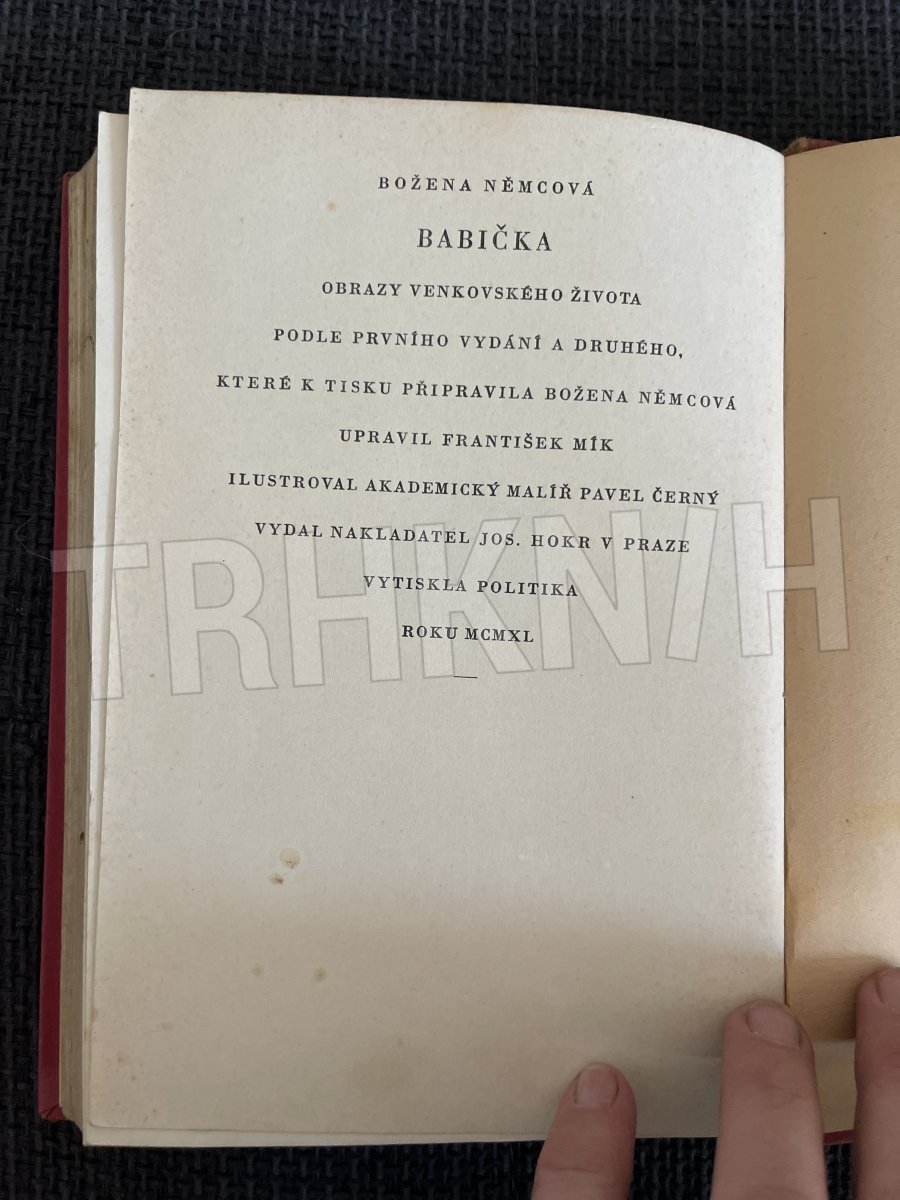 BOŽENA NĚMCOVÁ
BABIČKA
OBRAZY VENKOVSKÉHO ŽIVOTA
PODLE PRVNÍHO VYDÁNÍ A DRUHÉHO,
KTERÉ K TISKU PŘIPRAVILA BOŽENA NĚMCOVÁ
UPRAVIL FRANTIŠEK MÍK
ILUSTROVAL AKADEMICKÝ MALÍŘ PAVEL ČERNÝ
VYDAL NAKLADATEL JOS. HOKR V PRAZE
VYTISKLA POLITIKA
ROKU MCMXL
TRHKNIH